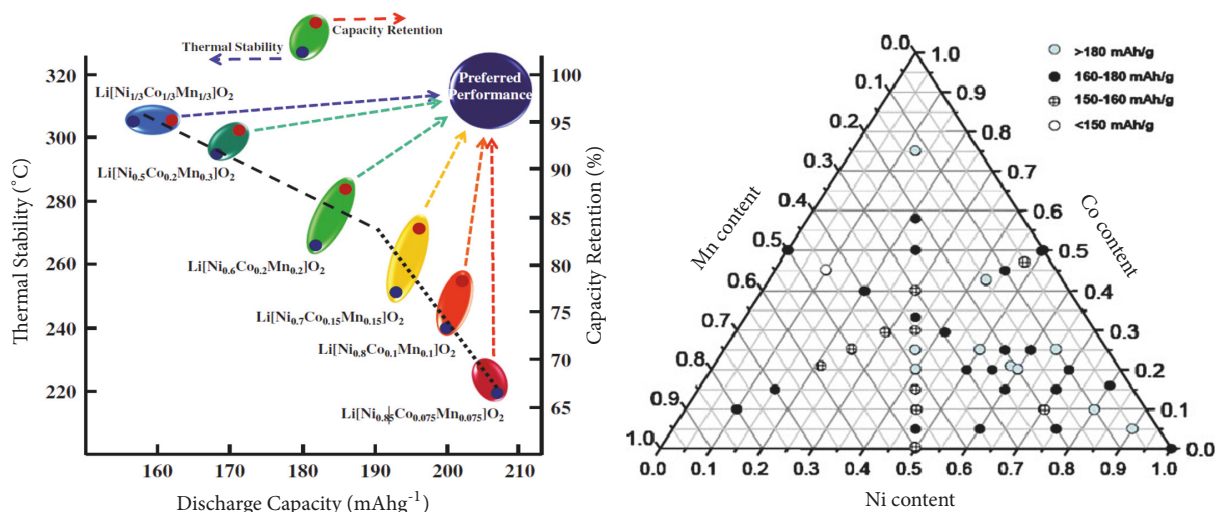 Capacity Retention
Thermal Stability
Preferred
Performance
Li[Ni1/3Co1/3Mn1/3]O2
Li[Ni0.5Co0.2Mn0.3]O2
Li[Ni0.6Co0.2Mn0.2]O2
Li[Ni0.7Co0.15Mn0.15]O2
Li[Ni0.8Co0.1Mn0.1]O2
Li[Ni0.85Co0.075Mn0.075]O2
Thermal Stability (°C)
320
300
280
260
240
220
160
170
180
190
200
210
Discharge Capacity (mAhg-1)
100
95
90
85
80
75
70
65
Capacity Retention (%)
>180 mAh/g
160-180 mAh/g
150-160 mAh/g
<150 mAh/g
Mn content
0.0
0.1
0.2
0.3
0.4
0.5
0.6
0.7
0.8
0.9
1.0
Co content
1.0
0.9
0.8
0.7
0.6
0.5
0.4
0.3
0.2
0.1
0.0
0.0
0.1
0.2
0.3
0.4
0.5
0.6
0.7
0.8
0.9
1.0
Ni content